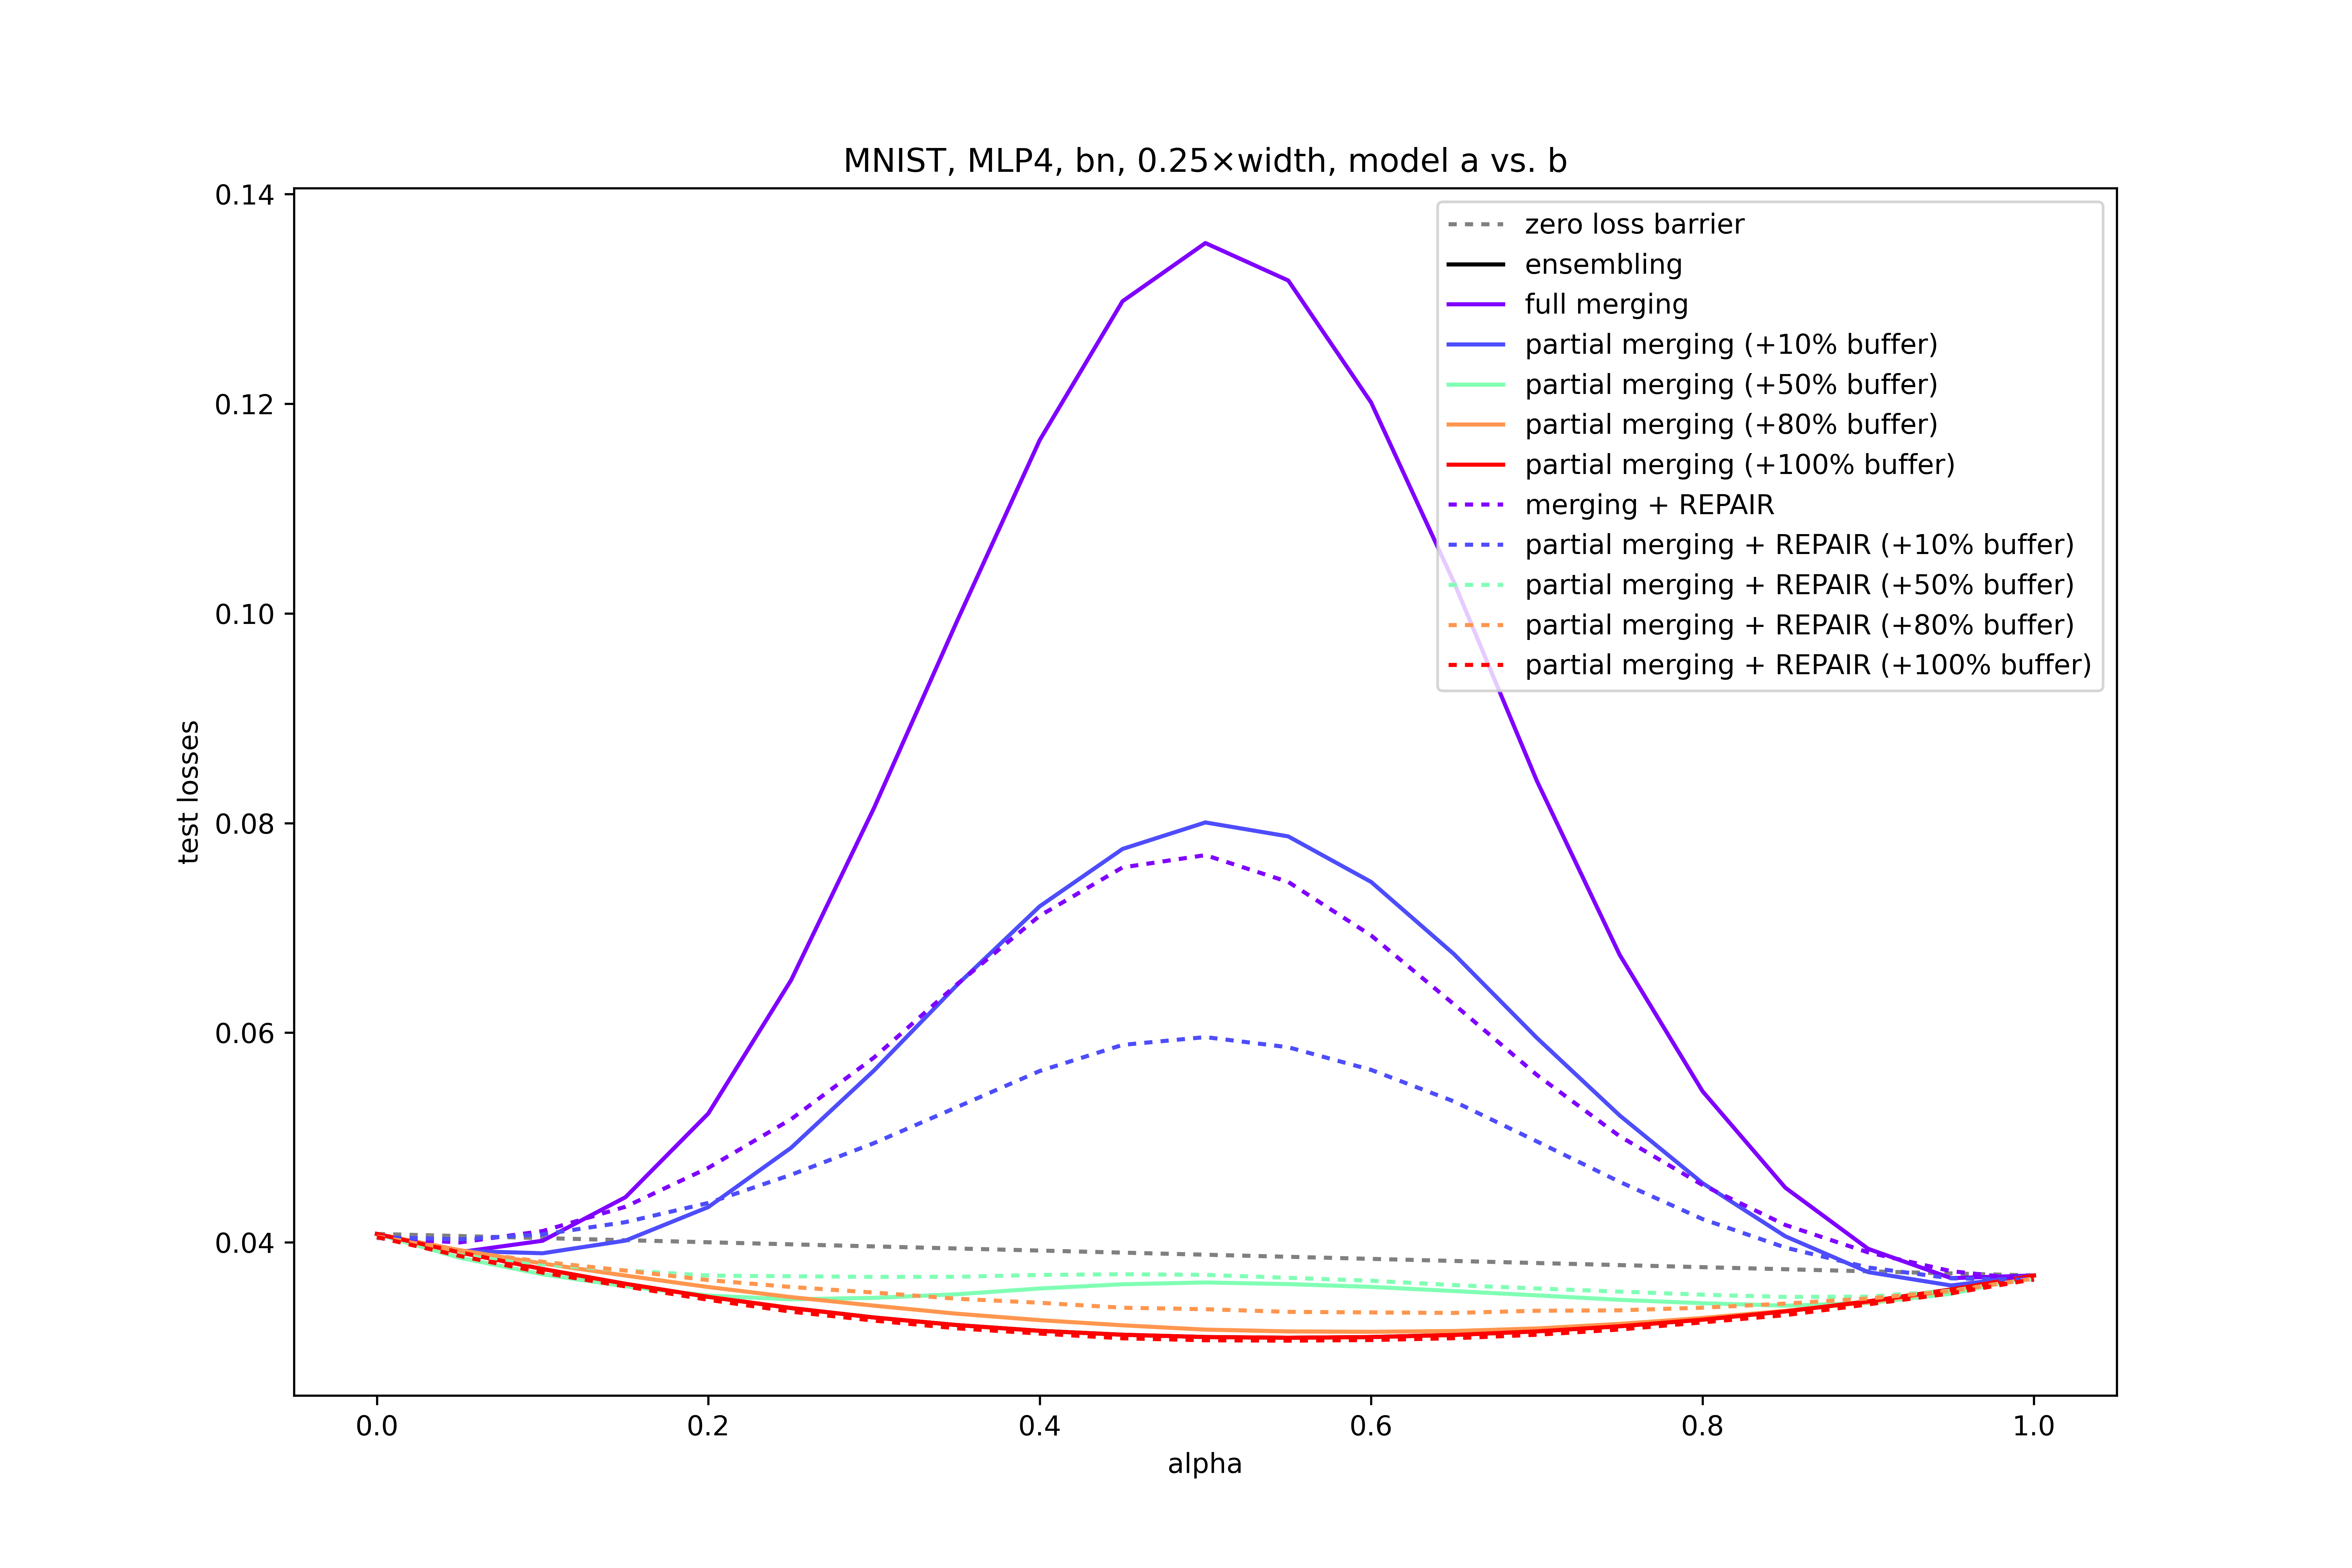 MNIST, MLP4, bn, 0.25×width, model a vs. b
0.14
0.12
0.10
0.08
0.06
0.04
test losses
zero loss barrier
ensembling
full merging
partial merging (+10% buffer)
partial merging (+50% buffer)
partial merging (+80% buffer)
partial merging (+100% buffer)
merging + REPAIR
partial merging + REPAIR (+10% buffer)
partial merging + REPAIR (+50% buffer)
partial merging + REPAIR (+80% buffer)
partial merging + REPAIR (+100% buffer)
0.0 0.2 0.4 0.6 0.8 1.0
alpha